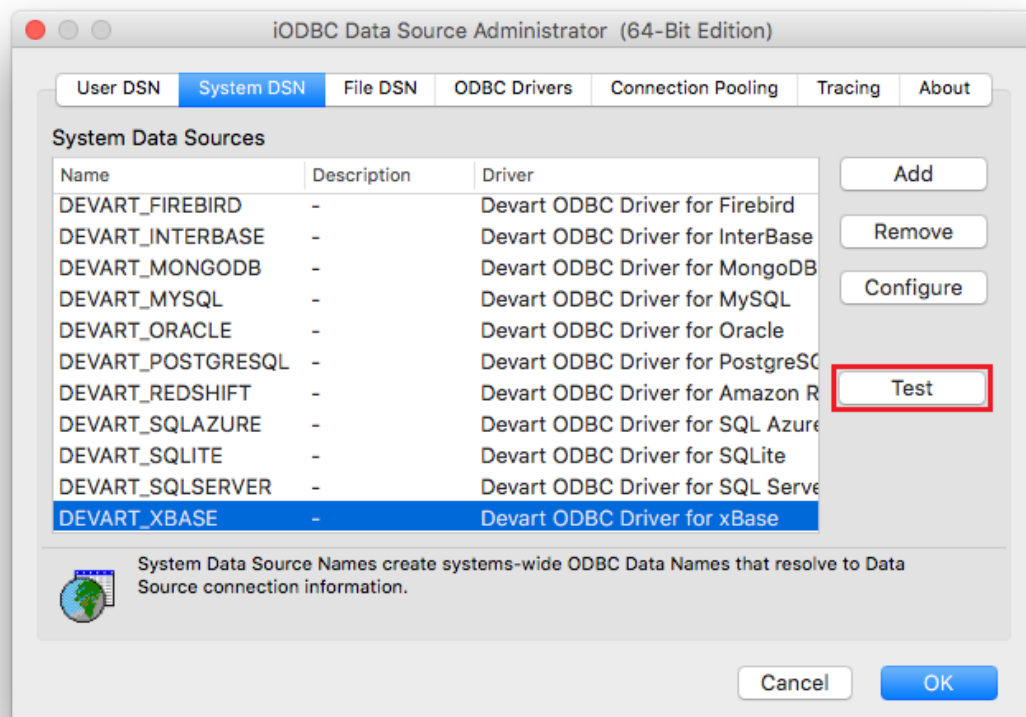 iODBC Data Source Administrator (64-Bit Edition)
User DSN System DSN File DSN ODBC Drivers Connection Pooling Tracing About
System Data Sources
Name Description Driver
DEVART_FIREBIRD - Devart ODBC Driver for Firebird
DEVART_INTERBASE - Devart ODBC Driver for InterBase
DEVART_MONGODB - Devart ODBC Driver for MongoDB
DEVART_MYSQL - Devart ODBC Driver for MySQL
DEVART_ORACLE - Devart ODBC Driver for Oracle
DEVART_POSTGRESQL - Devart ODBC Driver for PostgreSQ
DEVART_REDSHIFT - Devart ODBC Driver for Amazon R
DEVART_SQLAZURE - Devart ODBC Driver for SQL Azure
DEVART_SQLITE - Devart ODBC Driver for SQLite
DEVART_SQLSERVER - Devart ODBC Driver for SQL Serve
DEVART_XBASE - Devart ODBC Driver for xBase
Add
Remove
Configure
Test
System Data Source Names create systems-wide ODBC Data Names that resolve to Data
Source connection information.
Cancel OK